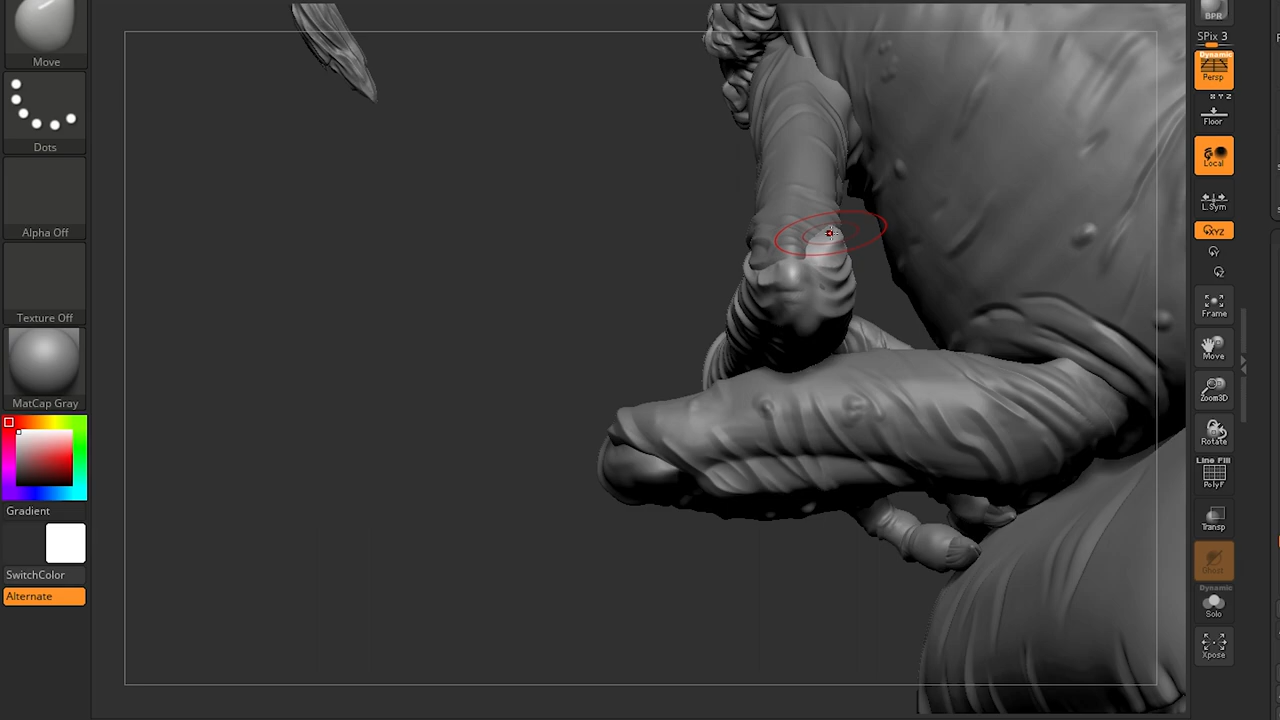 Move
Dots
Alpha Off
Texture Off
MatCap Gray
Gradient
SwitchColor
Alternate
BPR
SPix 3
Dynamic
Persp
X Y Z
Floor
Local
L.Sym
XYZ
Y
Z
Frame
Move
Zoom3D
Rotate
Line Fill
PolyF
Transp
Ghost
Dynamic
Solo
Xpose